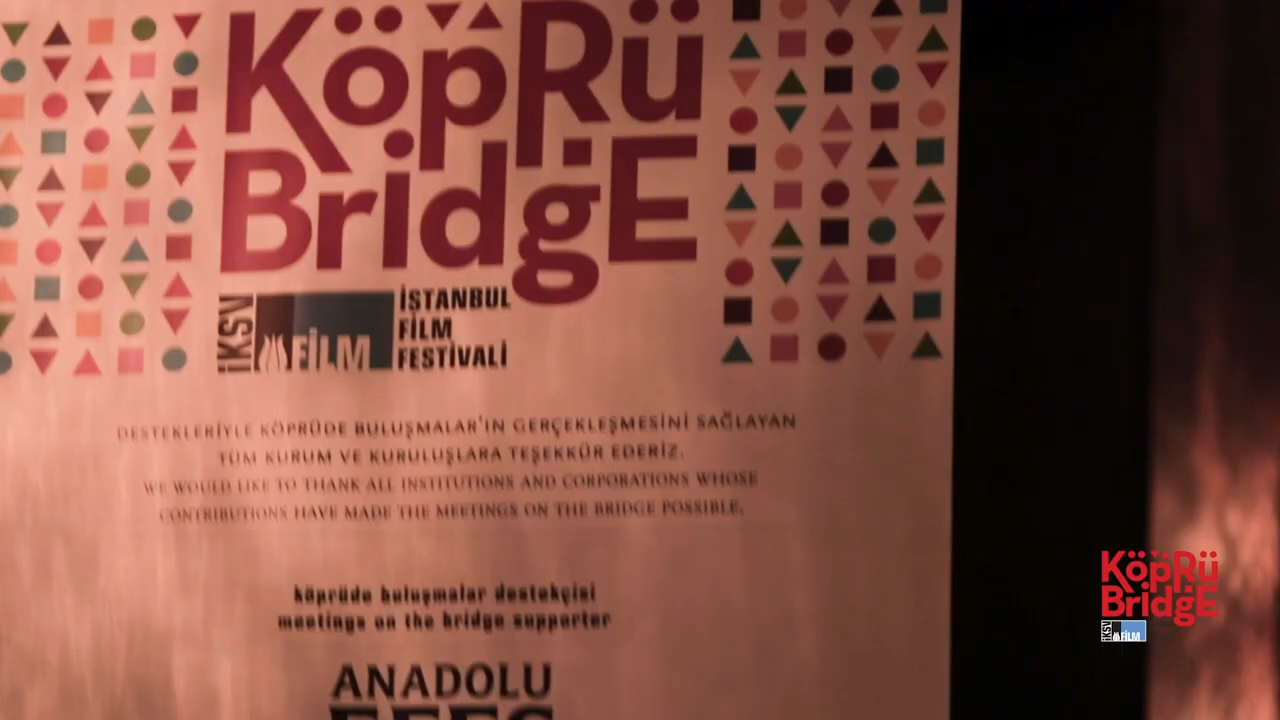 KöpRü
BridgE
İKSV FİLM
İSTANBUL
FİLM
FESTİVALİ
DESTEKLERİYLE KÖPRÜDE BULUŞMALAR'IN GERÇEKLEŞMESİNİ SAĞLAYAN
TÜM KURUM VE KURULUŞLARA TEŞEKKÜR EDERİZ.
WE WOULD LIKE TO THANK ALL INSTITUTIONS AND CORPORATIONS WHOSE
CONTRIBUTIONS HAVE MADE THE MEETINGS ON THE BRIDGE POSSIBLE.
köprüde buluşmalar destekçisi
meetings on the bridge supporter
ANADOLU
KöpRü
BridgE
İKSV FİLM